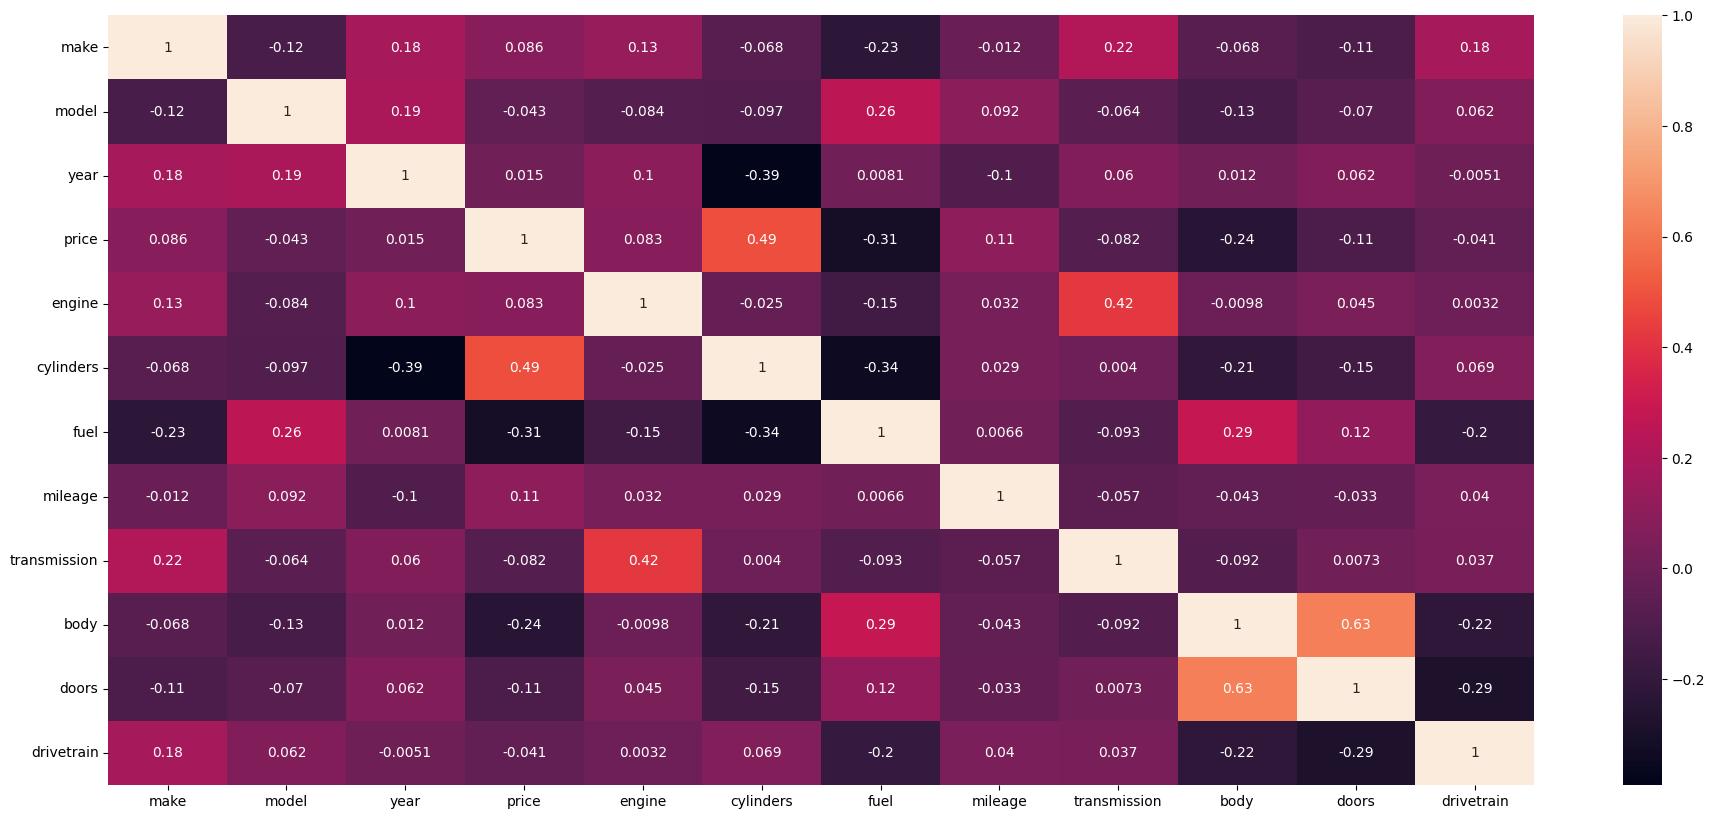 make 1 -0.12 0.18 0.086 0.13 -0.068 -0.23 -0.012 0.22 -0.068 -0.11 0.18
model -0.12 1 0.19 -0.043 -0.084 -0.097 0.26 0.092 -0.064 -0.13 -0.07 0.062
year 0.18 0.19 1 0.015 0.1 -0.39 0.0081 -0.1 0.06 0.012 0.062 -0.0051
price 0.086 -0.043 0.015 1 0.083 0.49 -0.31 0.11 -0.082 -0.24 -0.11 -0.041
engine 0.13 -0.084 0.1 0.083 1 -0.025 -0.15 0.032 0.42 -0.0098 0.045 0.0032
cylinders -0.068 -0.097 -0.39 0.49 -0.025 1 -0.34 0.029 0.004 -0.21 -0.15 0.069
fuel -0.23 0.26 0.0081 -0.31 -0.15 -0.34 1 0.0066 -0.093 0.29 0.12 -0.2
mileage -0.012 0.092 -0.1 0.11 0.032 0.029 0.0066 1 -0.057 -0.043 -0.033 0.04
transmission 0.22 -0.064 0.06 -0.082 0.42 0.004 -0.093 -0.057 1 -0.092 0.0073 0.037
body -0.068 -0.13 0.012 -0.24 -0.0098 -0.21 0.29 -0.043 -0.092 1 0.63 -0.22
doors -0.11 -0.07 0.062 -0.11 0.045 -0.15 0.12 -0.033 0.0073 0.63 1 -0.29
drivetrain 0.18 0.062 -0.0051 -0.041 0.0032 0.069 -0.2 0.04 0.037 -0.22 -0.29 1
make model year price engine cylinders fuel mileage transmission body doors drivetrain
1.0
0.8
0.6
0.4
0.2
0.0
−0.2